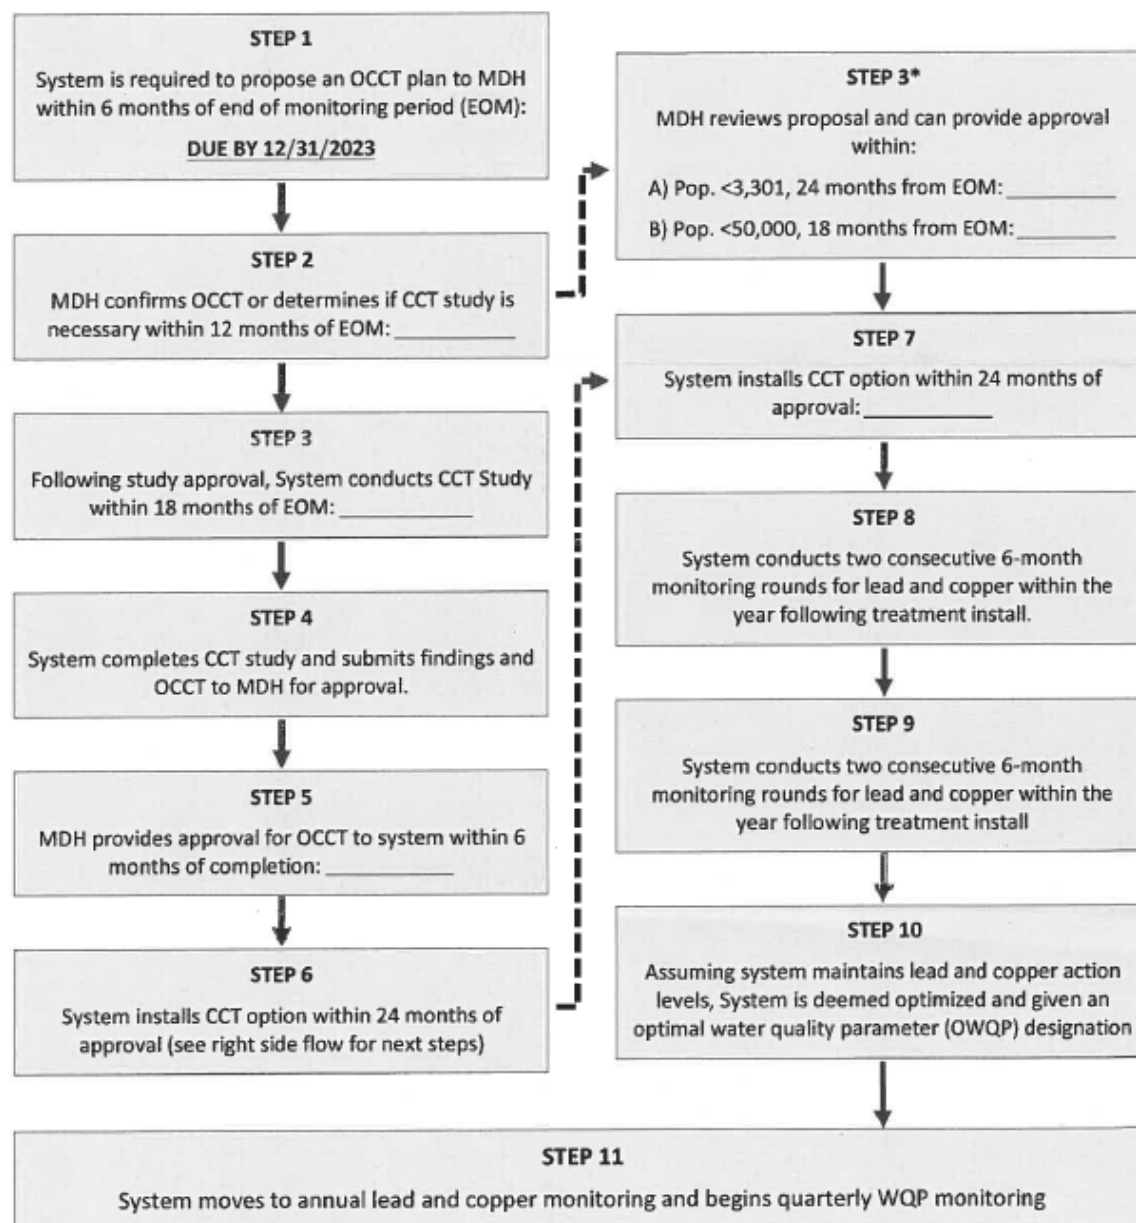 STEP 1
System is required to propose an OCCT plan to MDH
within 6 months of end of monitoring period (EOM):
DUE BY 12/31/2023
STEP 2
MDH confirms OCCT or determines if CCT study is
necessary within 12 months of EOM: ____________
STEP 3
Following study approval, System conducts CCT Study
within 18 months of EOM: _____________
STEP 4
System completes CCT study and submits findings and
OCCT to MDH for approval.
STEP 5
MDH provides approval for OCCT to system within 6
months of completion: ____________
STEP 6
System installs CCT option within 24 months of
approval (see right side flow for next steps)
STEP 3*
MDH reviews proposal and can provide approval
within:
A) Pop. <3,301, 24 months from EOM: ___________
B) Pop. <50,000, 18 months from EOM: __________
STEP 7
System installs CCT option within 24 months of
approval: ____________
STEP 8
System conducts two consecutive 6-month
monitoring rounds for lead and copper within the
year following treatment install.
STEP 9
System conducts two consecutive 6-month
monitoring rounds for lead and copper within the
year following treatment install
STEP 10
Assuming system maintains lead and copper action
levels, System is deemed optimized and given an
optimal water quality parameter (OWQP) designation
STEP 11
System moves to annual lead and copper monitoring and begins quarterly WQP monitoring